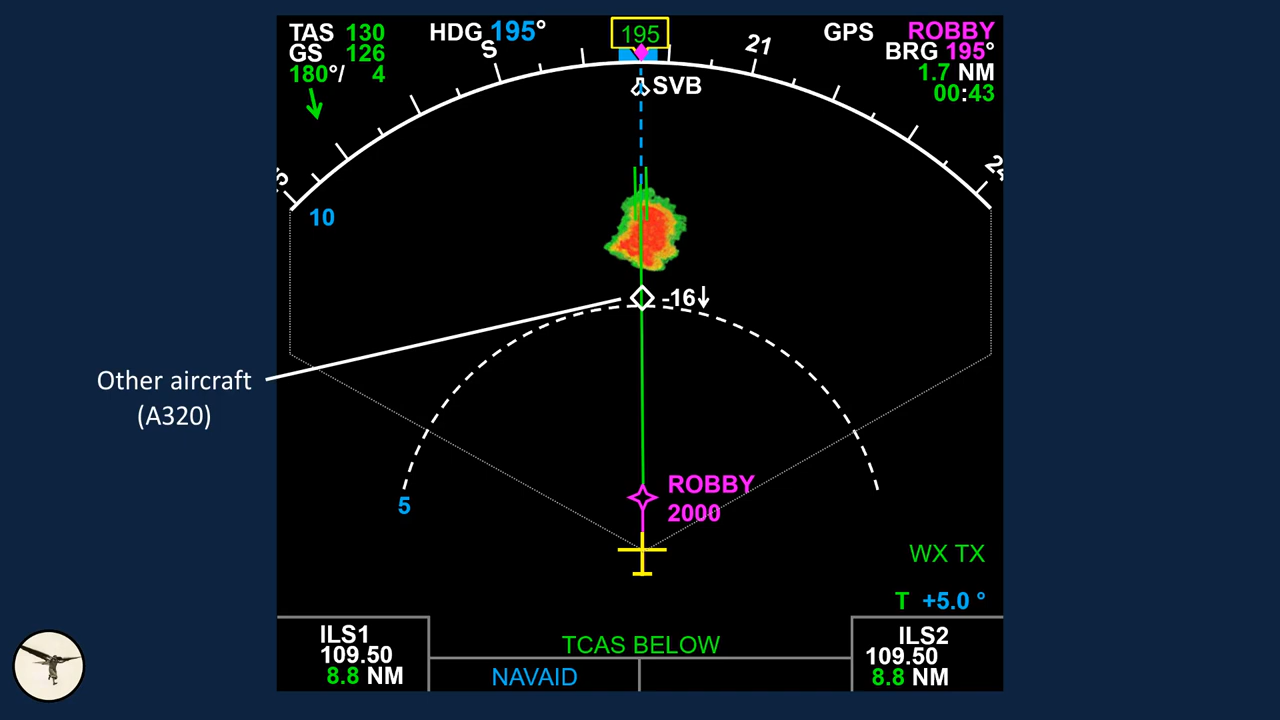 TAS 130
GS 126
180°/ 4
HDG 195°
195
GPS
ROBBY
BRG 195°
1.7 NM
00:43
S
21
SVB
10
-16↓
Other aircraft
(A320)
5
ROBBY
2000
WX TX
T +5.0 °
ILS1
109.50
8.8 NM
TCAS BELOW
NAVAID
ILS2
109.50
8.8 NM